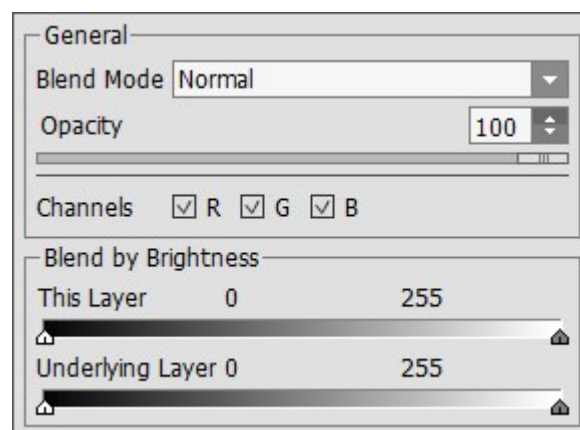 General
Blend Mode Normal
Opacity 100
Channels R G B
Blend by Brightness
This Layer 0 255
Underlying Layer 0 255